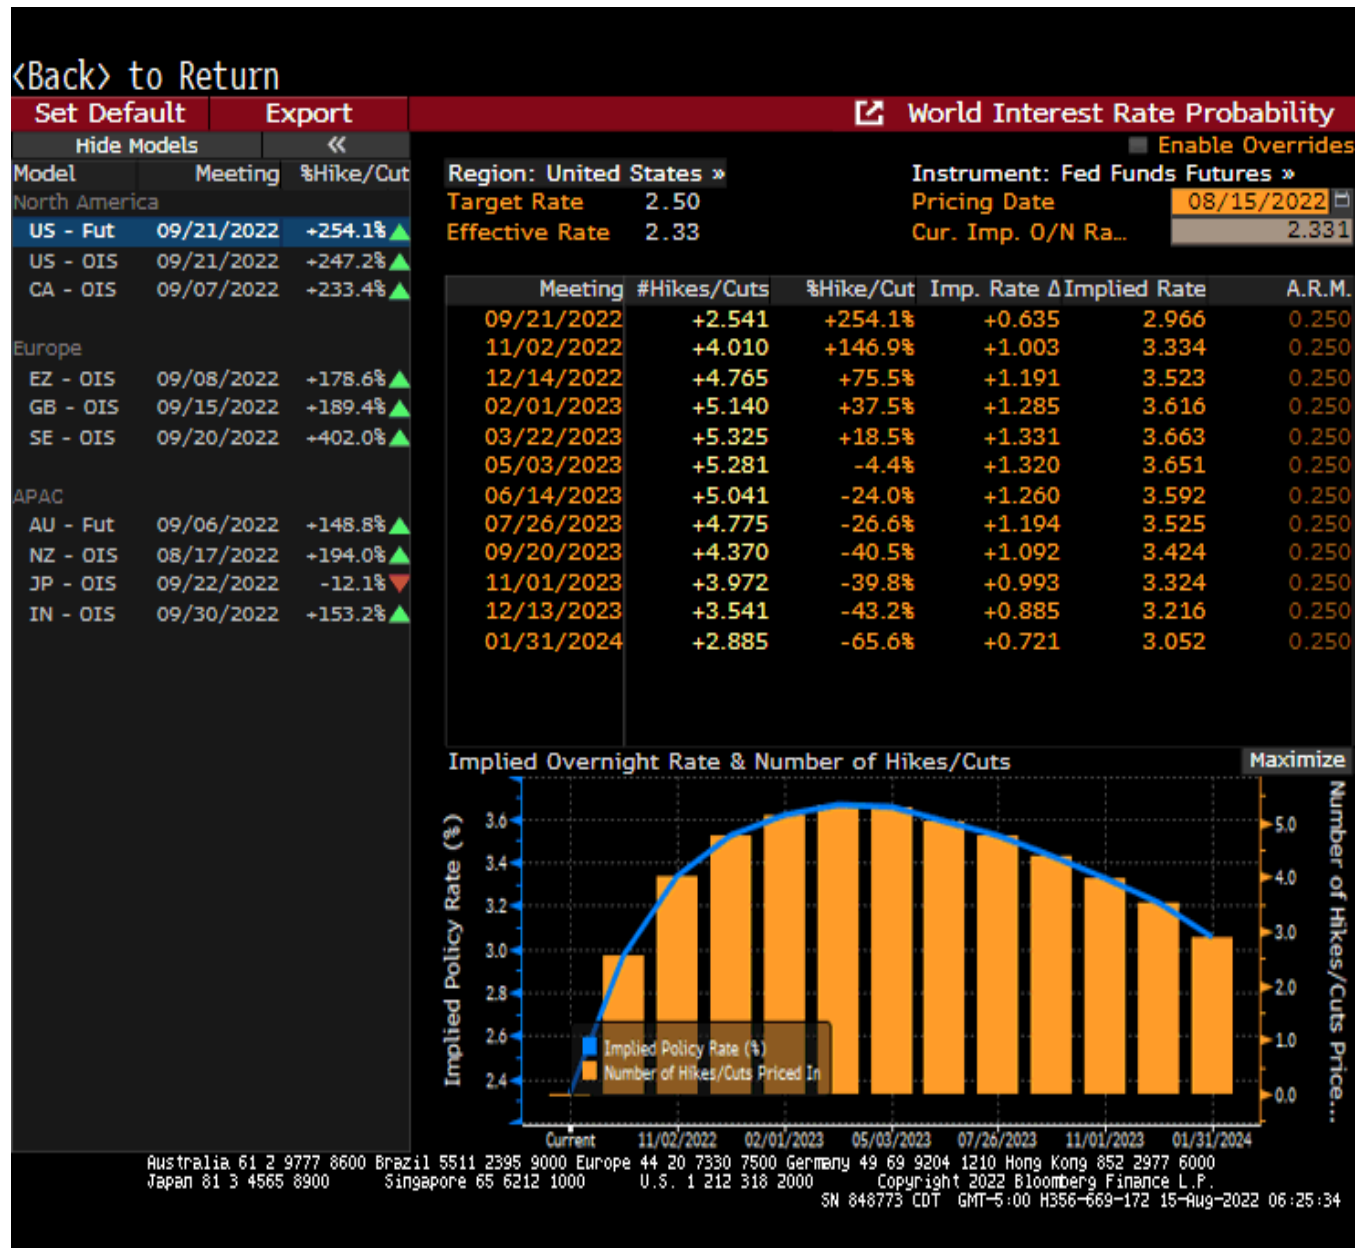 <Back> to Return
Set Default Export World Interest Rate Probability
Hide Models « Enable Overrides
Model Meeting %Hike/Cut Region: United States » Instrument: Fed Funds Futures »
North America Target Rate 2.50 Pricing Date 08/15/2022
US - Fut 09/21/2022 +254.1% Effective Rate 2.33 Cur. Imp. O/N Ra… 2.331
US - OIS 09/21/2022 +247.2%
CA - OIS 09/07/2022 +233.4%
Europe
EZ - OIS 09/08/2022 +178.6%
GB - OIS 09/15/2022 +189.4%
SE - OIS 09/20/2022 +402.0%
APAC
AU - Fut 09/06/2022 +148.8%
NZ - OIS 08/17/2022 +194.0%
JP - OIS 09/22/2022 -12.1%
IN - OIS 09/30/2022 +153.2%
Meeting #Hikes/Cuts %Hike/Cut Imp. Rate Δ Implied Rate A.R.M.
09/21/2022 +2.541 +254.1% +0.635 2.966 0.250
11/02/2022 +4.010 +146.9% +1.003 3.334 0.250
12/14/2022 +4.765 +75.5% +1.191 3.523 0.250
02/01/2023 +5.140 +37.5% +1.285 3.616 0.250
03/22/2023 +5.325 +18.5% +1.331 3.663 0.250
05/03/2023 +5.281 -4.4% +1.320 3.651 0.250
06/14/2023 +5.041 -24.0% +1.260 3.592 0.250
07/26/2023 +4.775 -26.6% +1.194 3.525 0.250
09/20/2023 +4.370 -40.5% +1.092 3.424 0.250
11/01/2023 +3.972 -39.8% +0.993 3.324 0.250
12/13/2023 +3.541 -43.2% +0.885 3.216 0.250
01/31/2024 +2.885 -65.6% +0.721 3.052 0.250
Implied Overnight Rate & Number of Hikes/Cuts Maximize
Implied Policy Rate (%)
3.6
3.4
3.2
3.0
2.8
2.6
2.4
Implied Policy Rate (%)
Number of Hikes/Cuts Priced In
5.0
4.0
3.0
2.0
1.0
0.0
Number of Hikes/Cuts Price...
Current 11/02/2022 02/01/2023 05/03/2023 07/26/2023 11/01/2023 01/31/2024
Australia 61 2 9777 8600 Brazil 5511 2395 9000 Europe 44 20 7330 7500 Germany 49 69 9204 1210 Hong Kong 852 2977 6000
Japan 81 3 4565 8900 Singapore 65 6212 1000 U.S. 1 212 318 2000 Copyright 2022 Bloomberg Finance L.P.
SN 848773 CDT GMT-5:00 H356-669-172 15-Aug-2022 06:25:34